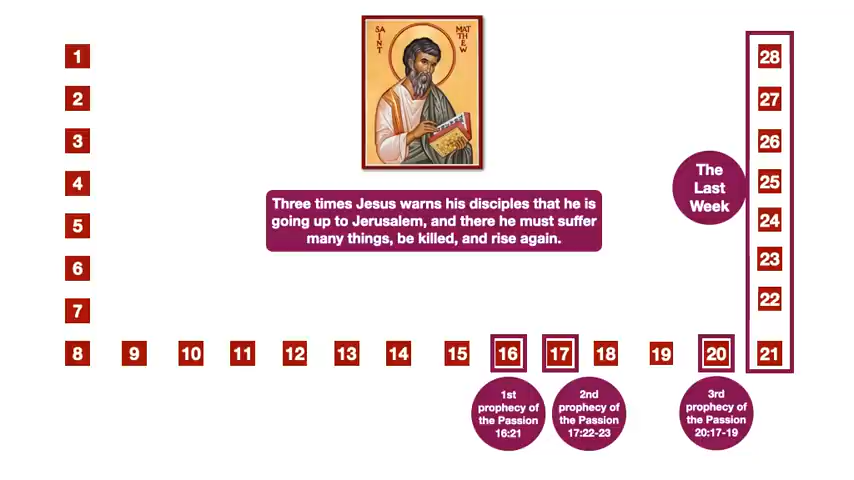 SA
I
N
T
MAT
TH
E
W
1
2
3
4
5
6
7
8
9
10
11
12
13
14
15
16
17
18
19
20
21
22
23
24
25
26
27
28
The
Last
Week
Three times Jesus warns his disciples that he is
going up to Jerusalem, and there he must suffer
many things, be killed, and rise again.
1st
prophecy of
the Passion
16:21
2nd
prophecy of
the Passion
17:22-23
3rd
prophecy of
the Passion
20:17-19